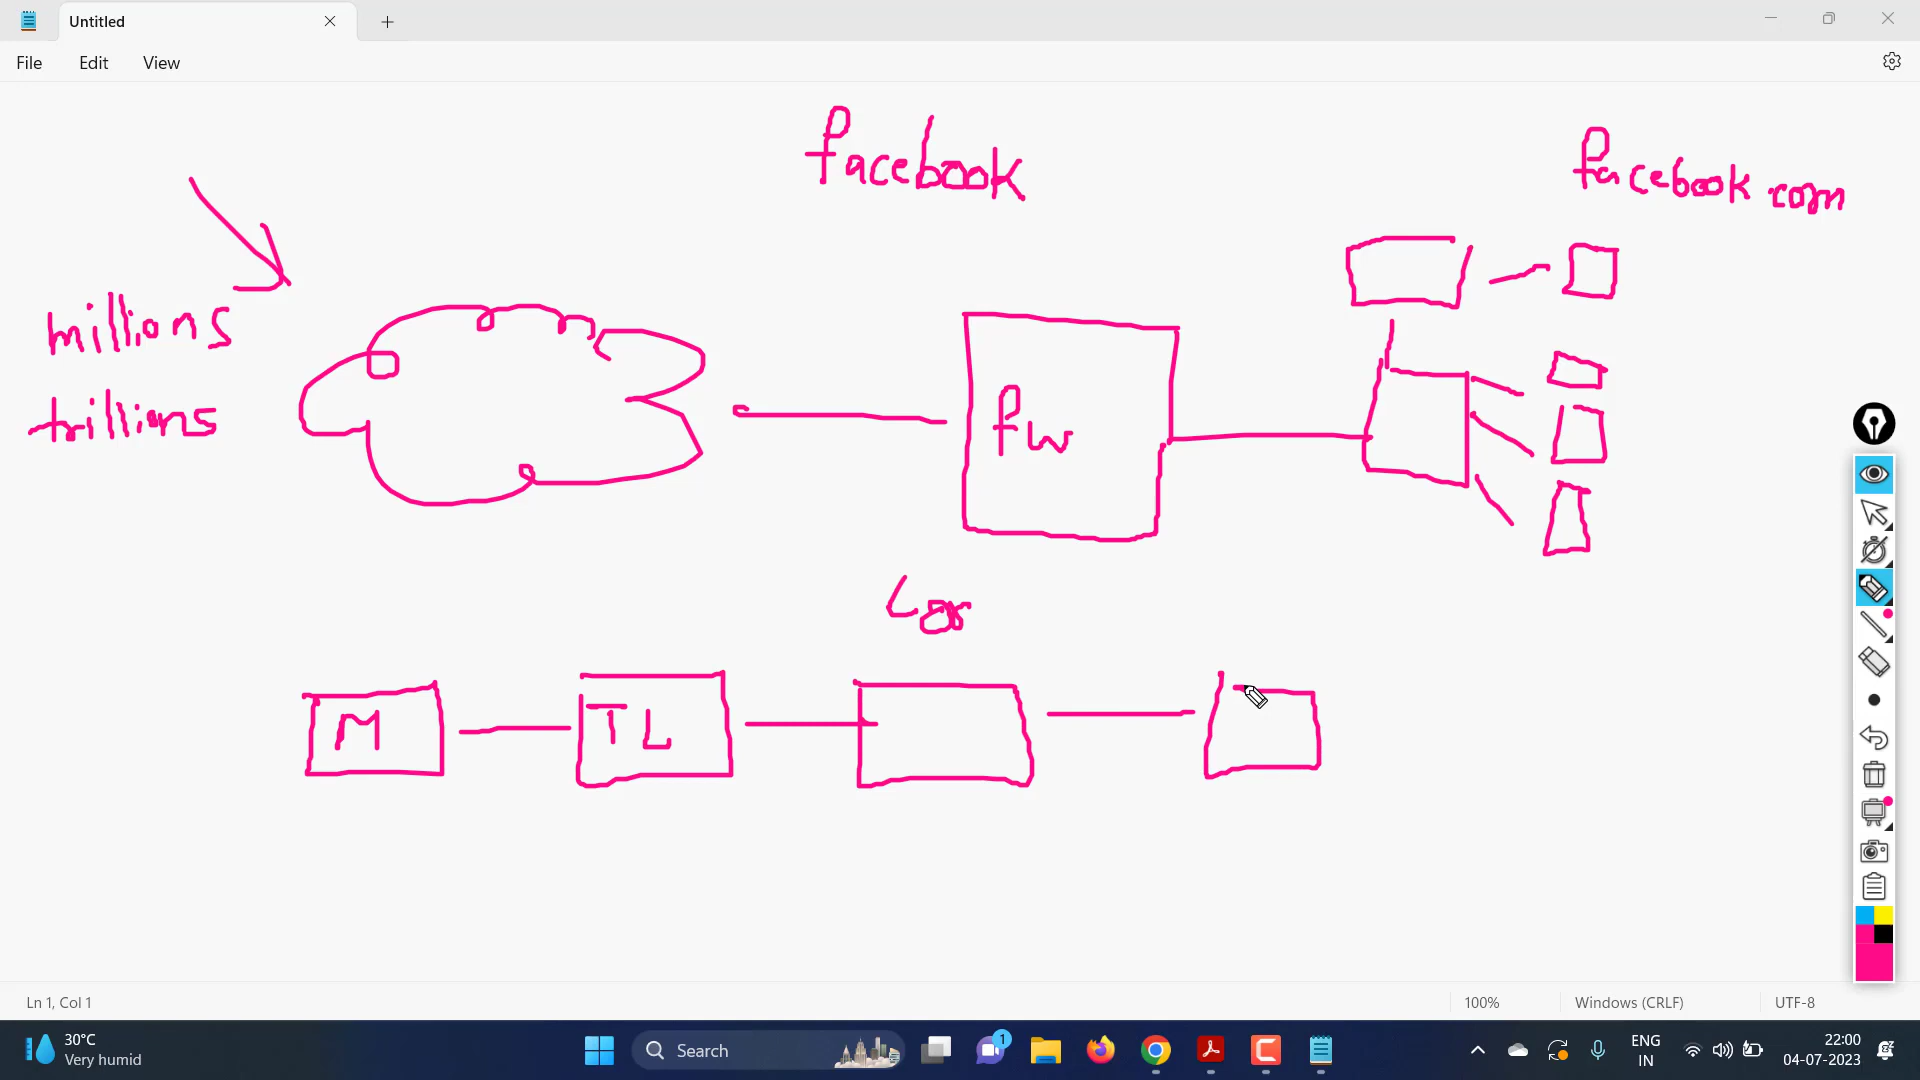 Untitled
File Edit View
facebook
facebook com
millions
trillions
fw
M
TL
Ln 1, Col 1
100%
Windows (CRLF)
UTF-8
30°C
Very humid
Search
1
ENG
IN
22:00
04-07-2023